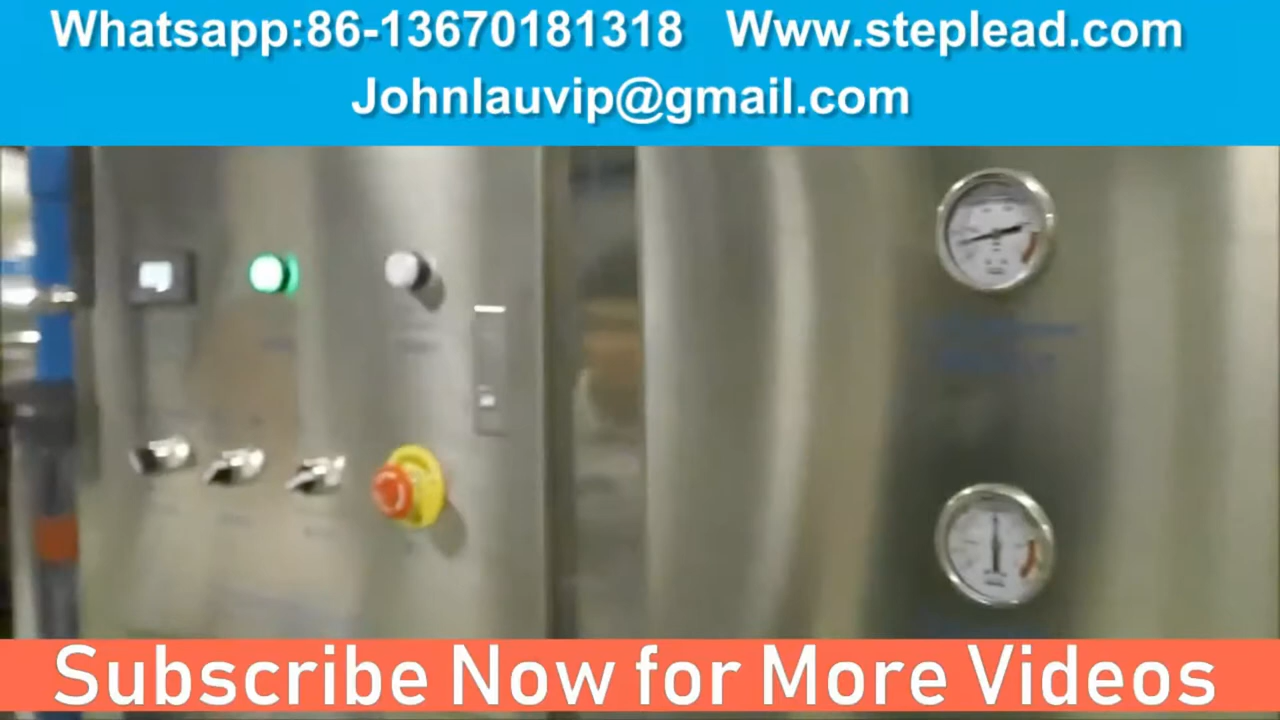 Whatsapp:86-13670181318 Www.steplead.com
Johnlauvip@gmail.com
Subscribe Now for More Videos